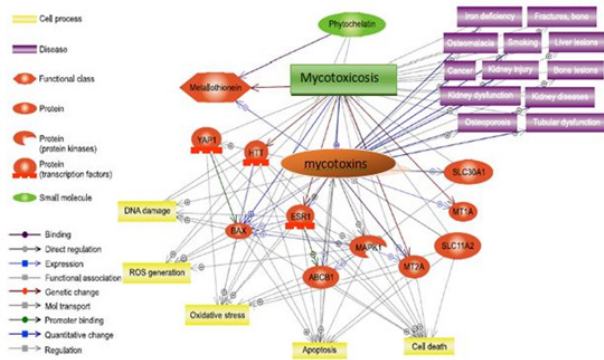 Cell process
Disease
Functional class
Protein
Protein
(protein kinases)
Protein
(transcription factors)
Small molecule
Binding
Direct regulation
Expression
Functional association
Genetic change
Mol transport
Promoter binding
Quantitative change
Regulation
Phytochelatin
Metallothionein
Mycotoxicosis
mycotoxins
Iron deficiency
Fractures, bone
Osteomalacia
Smoking
Liver lesions
Cancer
Kidney Injury
Bone lesions
Kidney dysfunction
Kidney diseases
Osteoporosis
Tubular dysfunction
YAP1
SLC30A1
DNA damage
ESR1
MT1A
BAX
MAPK1
SLC11A2
ROS generation
ABCB1
MT2A
Oxidative stress
Apoptosis
Cell death